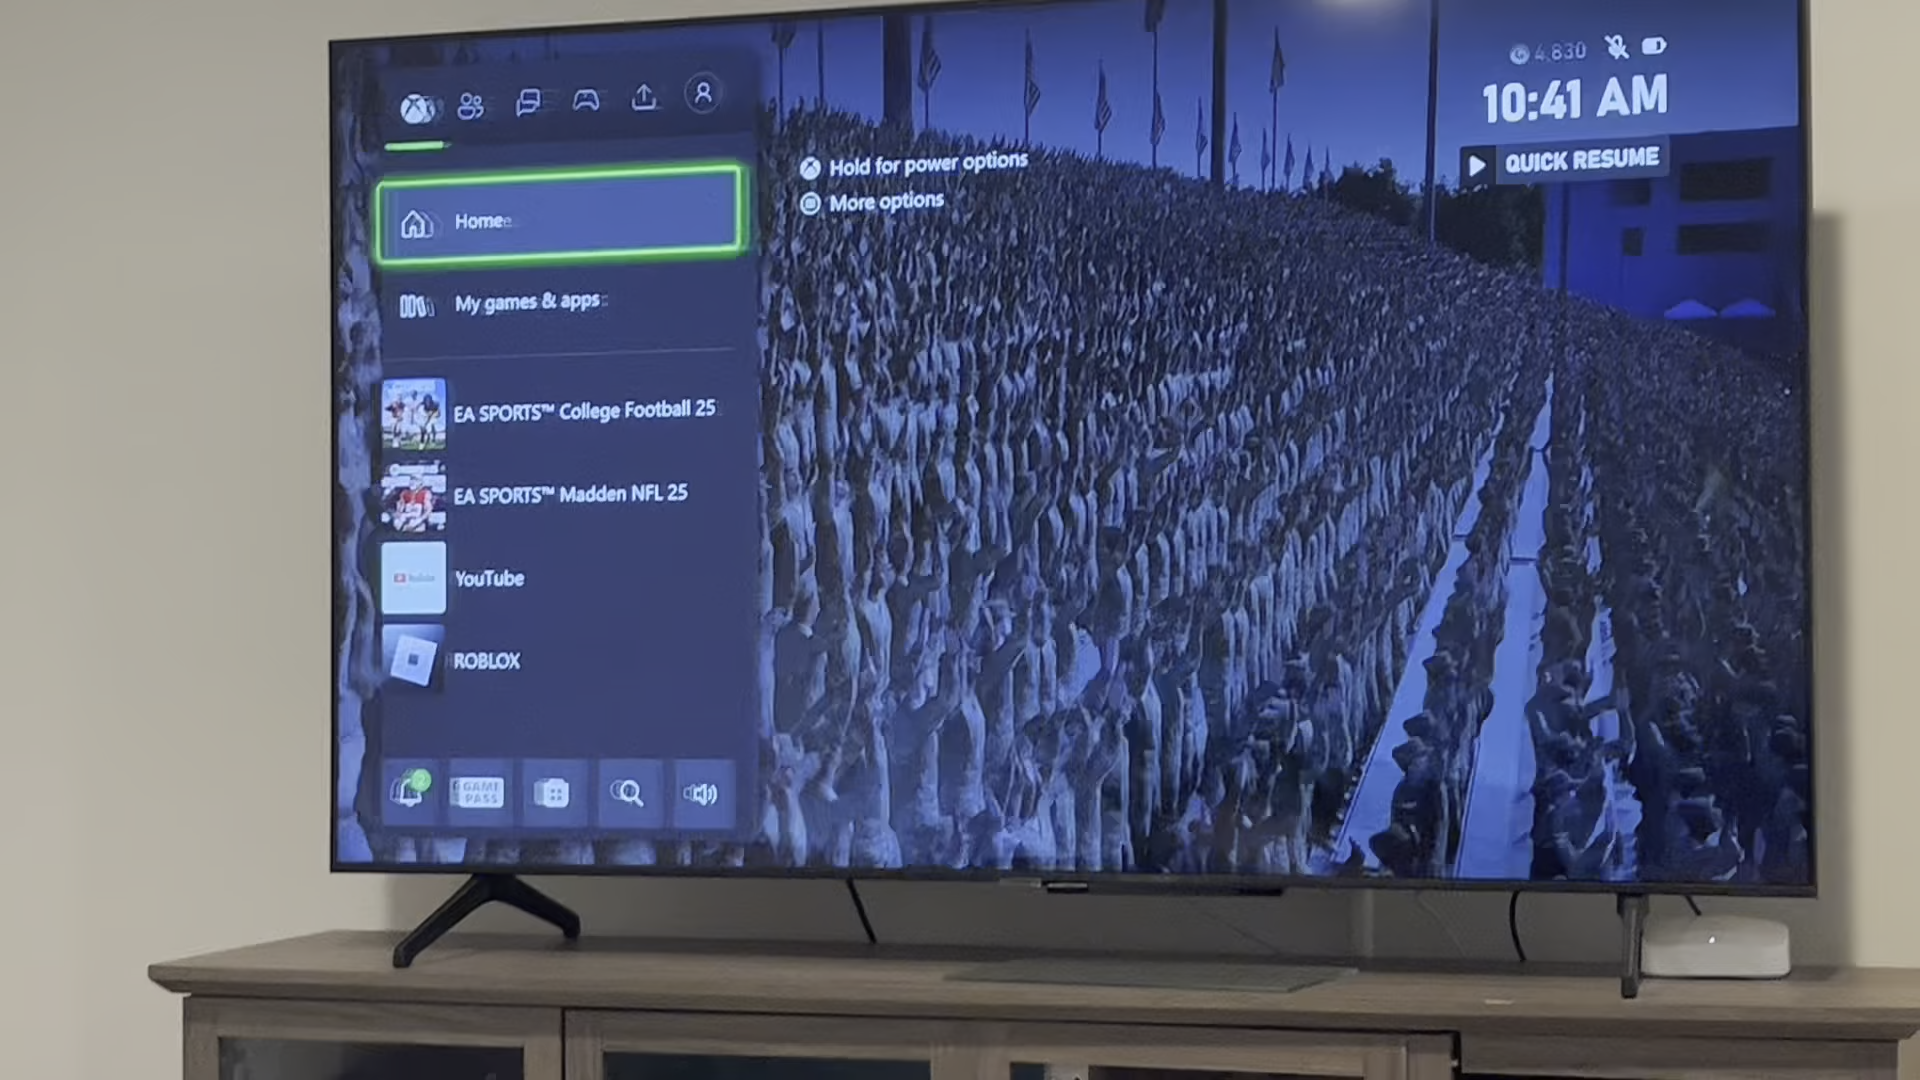 4,830
10:41 AM
QUICK RESUME
Hold for power options
More options
Home
My games & apps
EA SPORTS™ College Football 25
EA SPORTS™ Madden NFL 25
YouTube
ROBLOX
2
GAME
PASS